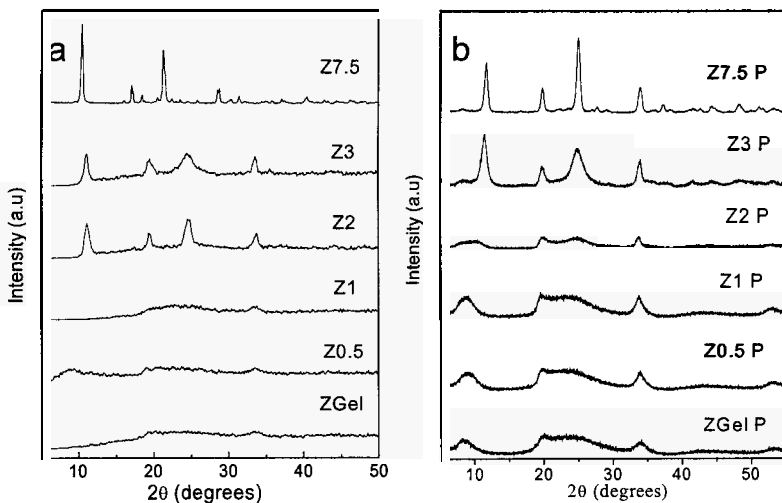 a
Z7.5
Z3
Z2
Z1
Z0.5
ZGel
Intensity (a.u)
10 20 30 40 50
2θ (degrees)
b
Z7.5 P
Z3 P
Z2 P
Z1 P
Z0.5 P
ZGel P
Intensity (a.u)
10 20 30 40 50
2θ (degrees)